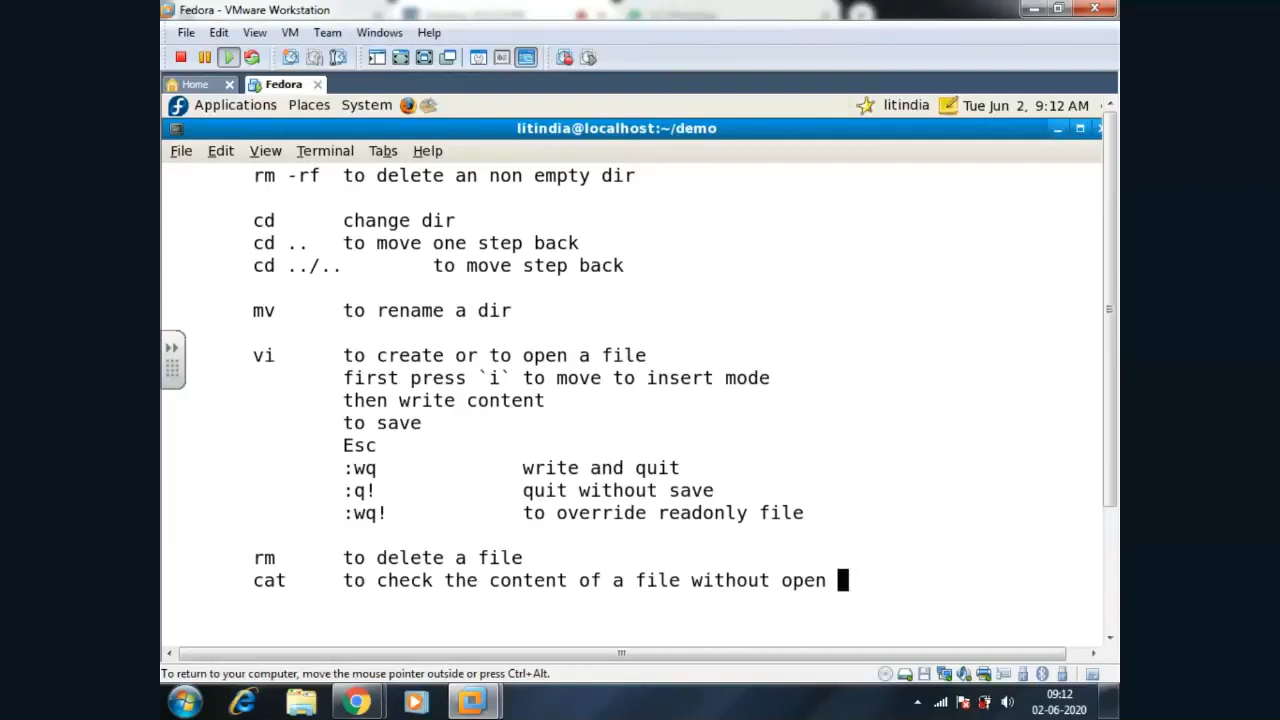 Fedora - VMware Workstation
File Edit View VM Team Windows Help
Home Fedora
Applications Places System litindia Tue Jun 2, 9:12 AM
litindia@localhost:~/demo
File Edit View Terminal Tabs Help
rm -rf to delete an non empty dir
cd change dir
cd .. to move one step back
cd ../.. to move step back
mv to rename a dir
vi to create or to open a file
first press `i` to move to insert mode
then write content
to save
Esc
:wq write and quit
:q! quit without save
:wq! to override readonly file
rm to delete a file
cat to check the content of a file without open
To return to your computer, move the mouse pointer outside or press Ctrl+Alt.
09:12
02-06-2020